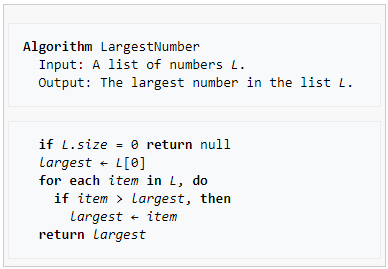 Algorithm LargestNumber
Input: A list of numbers L.
Output: The largest number in the list L.
if L.size = 0 return null
largest ← L[0]
for each item in L, do
if item > largest, then
largest ← item
return largest